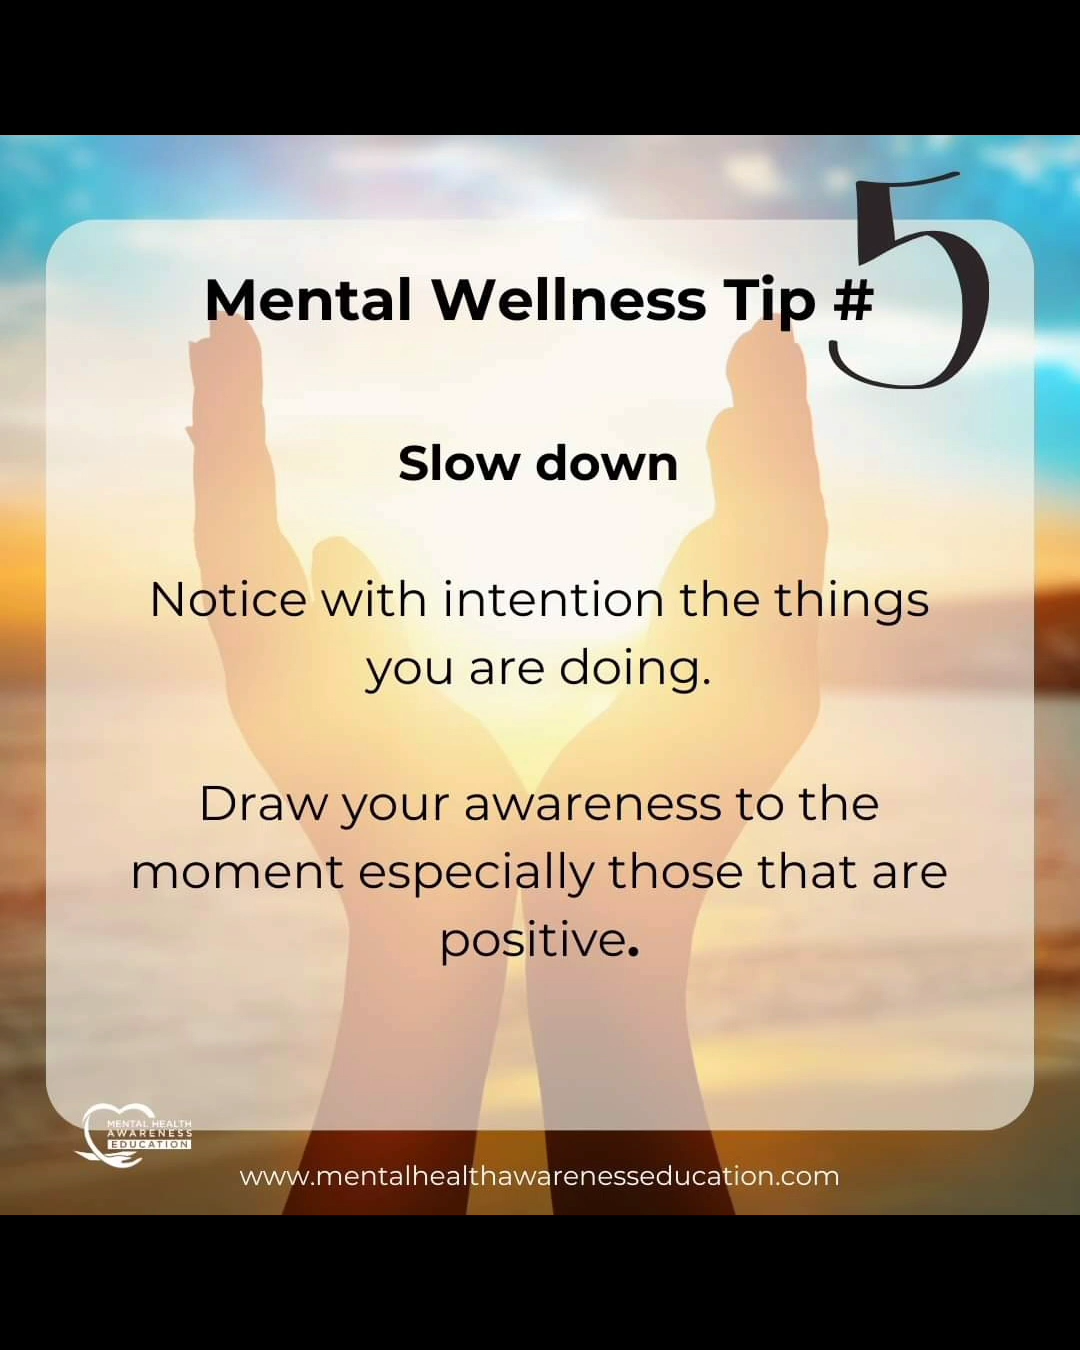 Mental Wellness Tip #5
Slow down
Notice with intention the things
you are doing.
Draw your awareness to the
moment especially those that are
positive.
MENTAL HEALTH
AWARENESS
EDUCATION
www.mentalhealthawarenesseducation.com